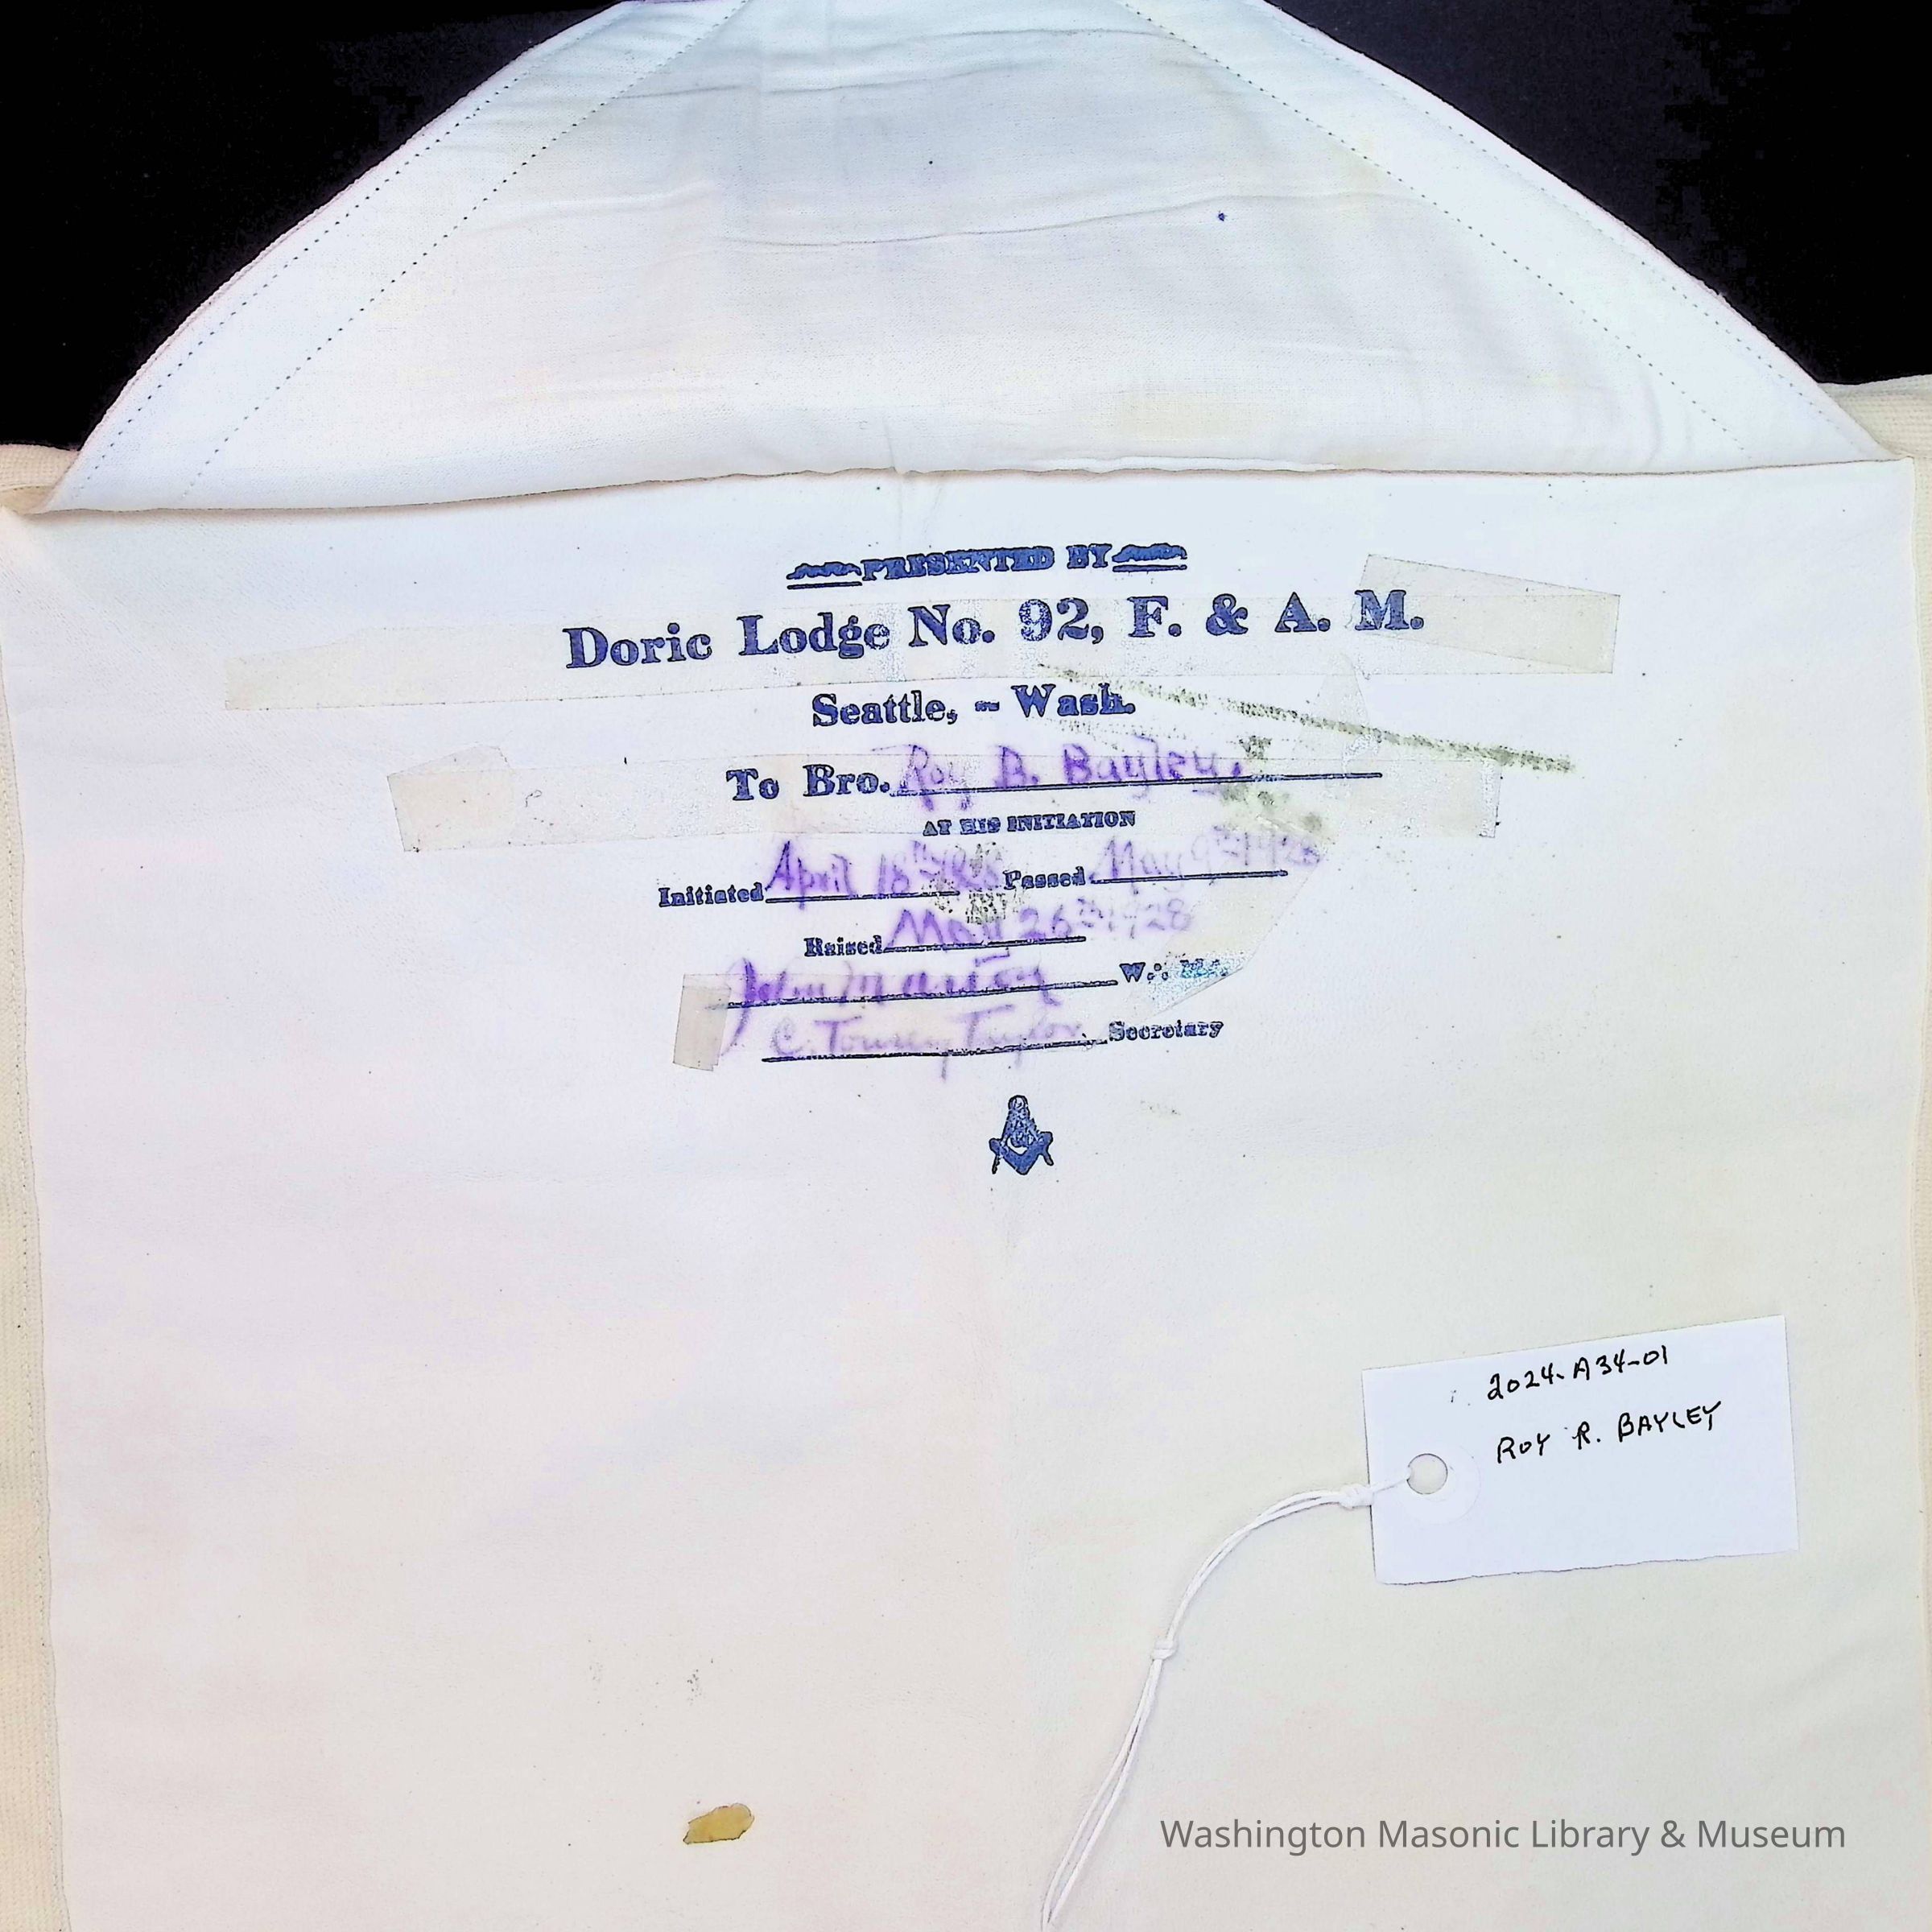 PRESENTED BY
Doric Lodge No. 92, F. & A. M.
Seattle, - Wash.
To Bro. Roy B. Bayley.
AT HIS INITIATION
Initiated April 18th 1928 Passed May 9th 1928
Raised May 26th 1928
John W.∴ M∴
C. Taylor Secretary
2024.A34-01
ROY R. BAYLEY
Washington Masonic Library & Museum